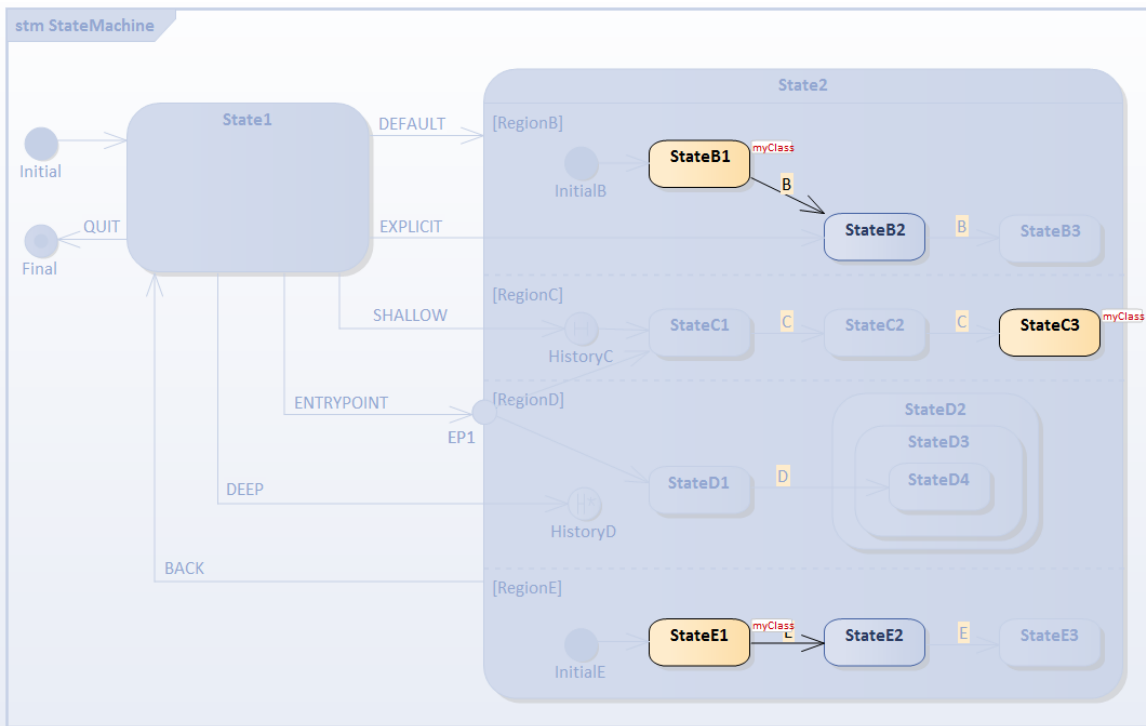 stm StateMachine
State1
Initial
QUIT
Final
DEFAULT
EXPLICIT
SHALLOW
ENTRYPOINT
EP1
DEEP
BACK
State2
[RegionB]
InitialB
StateB1
myClass
B
StateB2
B
StateB3
[RegionC]
H
HistoryC
StateC1
C
StateC2
C
StateC3
myClass
[RegionD]
StateD1
D
StateD2
StateD3
StateD4
H*
HistoryD
[RegionE]
InitialE
StateE1
myClass
E
StateE2
E
StateE3